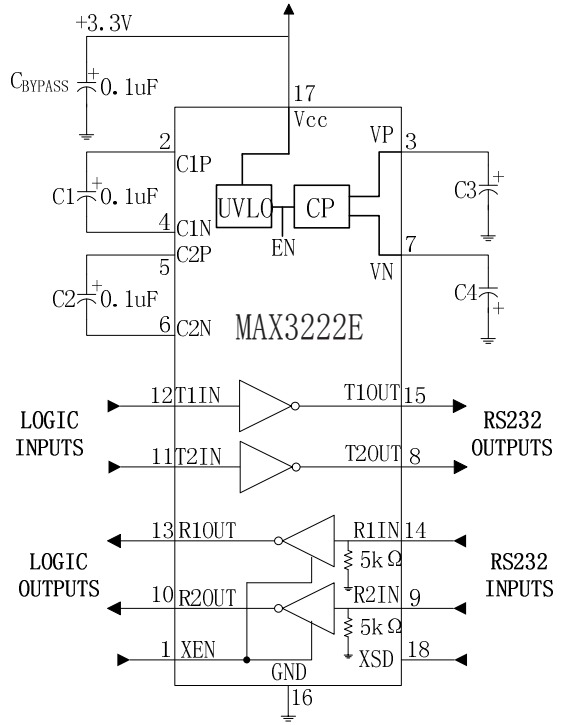 +3.3V
CBYPASS
+
0.1uF
17
Vcc
2
C1P
VP
3
C1
+
0.1uF
UVLO
CP
C3
+
4
C1N
EN
7
C2P
5
VN
C2
+
0.1uF
C4
+
6
C2N
MAX3222E
12
T1IN
T1OUT
15
LOGIC
INPUTS
RS232
OUTPUTS
11
T2IN
T2OUT
8
13
R1OUT
R1IN
14
5kΩ
LOGIC
OUTPUTS
RS232
INPUTS
10
R2OUT
R2IN
9
5kΩ
1
XEN
XSD
18
GND
16